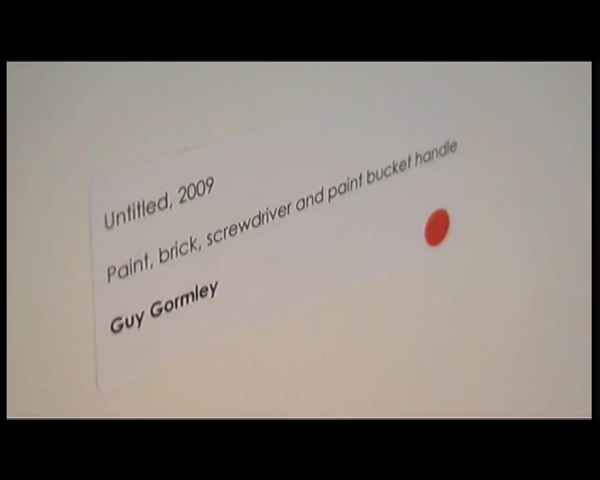 Untitled, 2009
Paint, brick, screwdriver and paint bucket handle
Guy Gormley